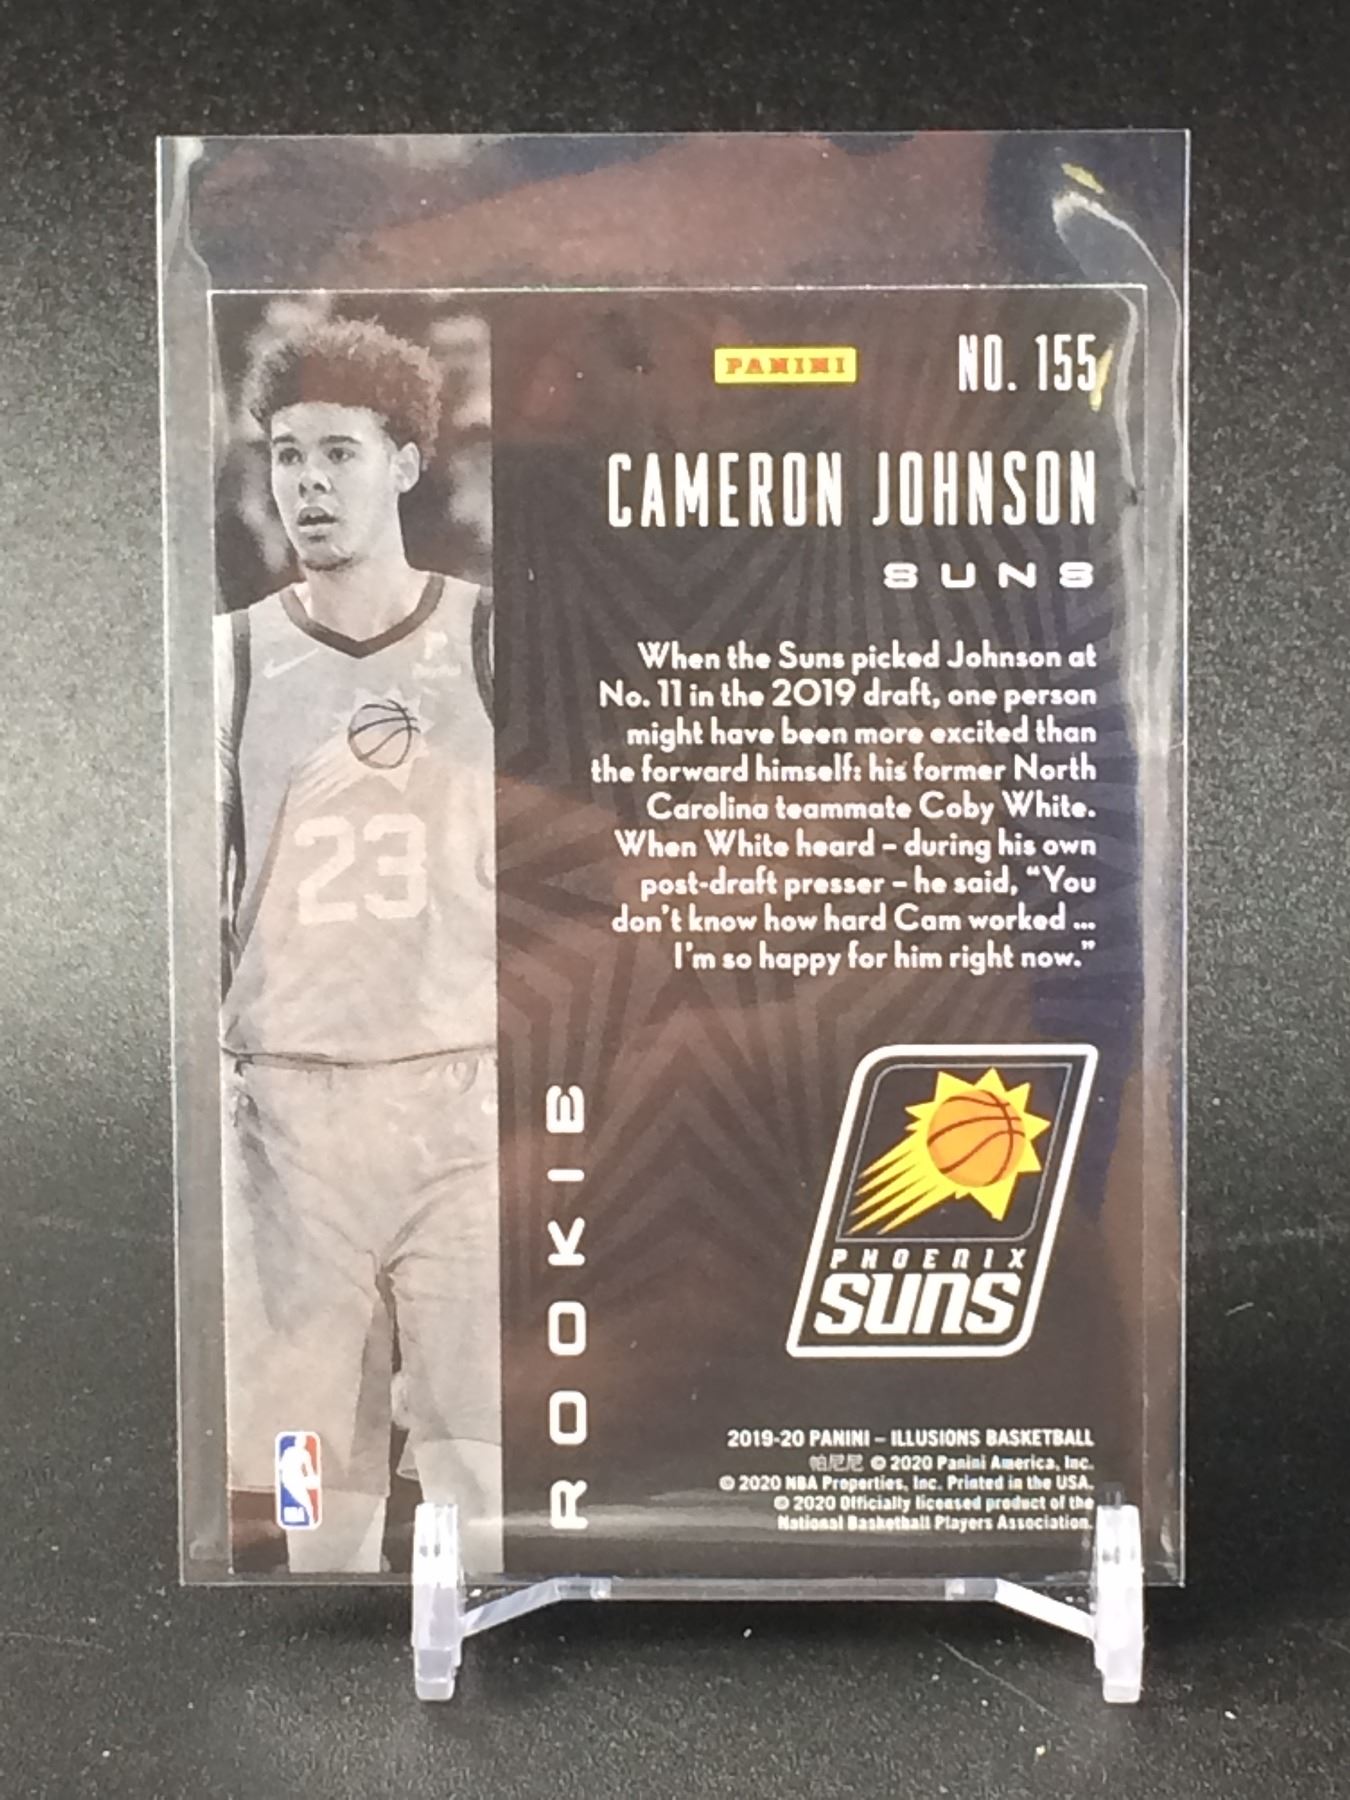 PANINI
NO. 155
CAMERON JOHNSON
SUNS
When the Suns picked Johnson at
No. 11 in the 2019 draft, one person
might have been more excited than
the forward himself: his former North
Carolina teammate Coby White.
When White heard – during his own
post-draft presser – he said, “You
don’t know how hard Cam worked ...
I’m so happy for him right now.”
23
ROOKIE
PHOENIX
SUNS
2019-20 PANINI – ILLUSIONS BASKETBALL
帕尼尼 © 2020 Panini America, Inc.
© 2020 NBA Properties, Inc. Printed in the USA.
© 2020 Officially licensed product of the
National Basketball Players Association.